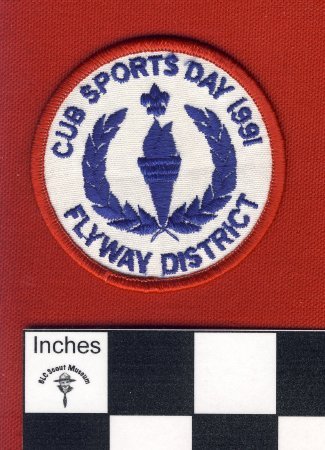 CUB SPORTS DAY 1991
FLYWAY DISTRICT
Inches
BLC Scout Museum